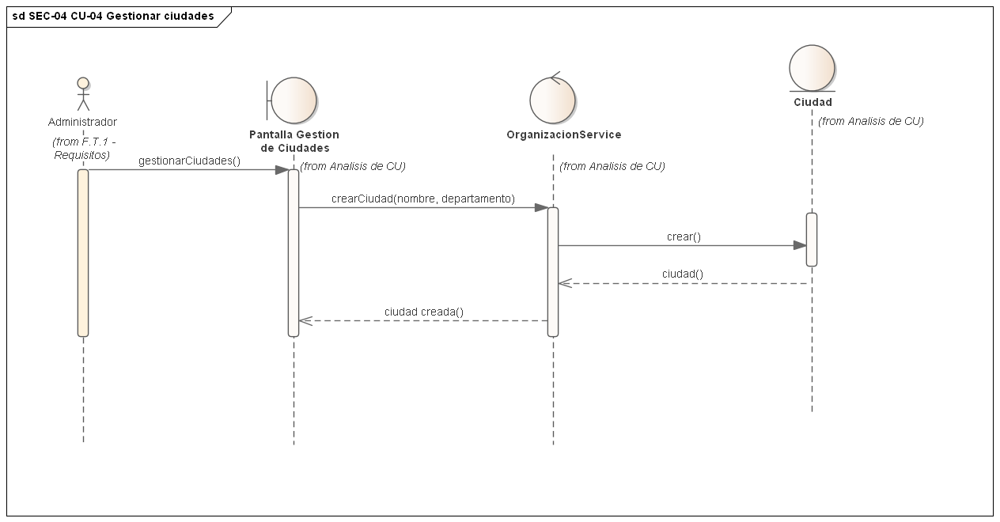 sd SEC-04 CU-04 Gestionar ciudades
Administrador
(from F.T.1 -
Requisitos)
Pantalla Gestion
de Ciudades
(from Analisis de CU)
OrganizacionService
(from Analisis de CU)
Ciudad
(from Analisis de CU)
gestionarCiudades()
crearCiudad(nombre, departamento)
crear()
ciudad()
ciudad creada()